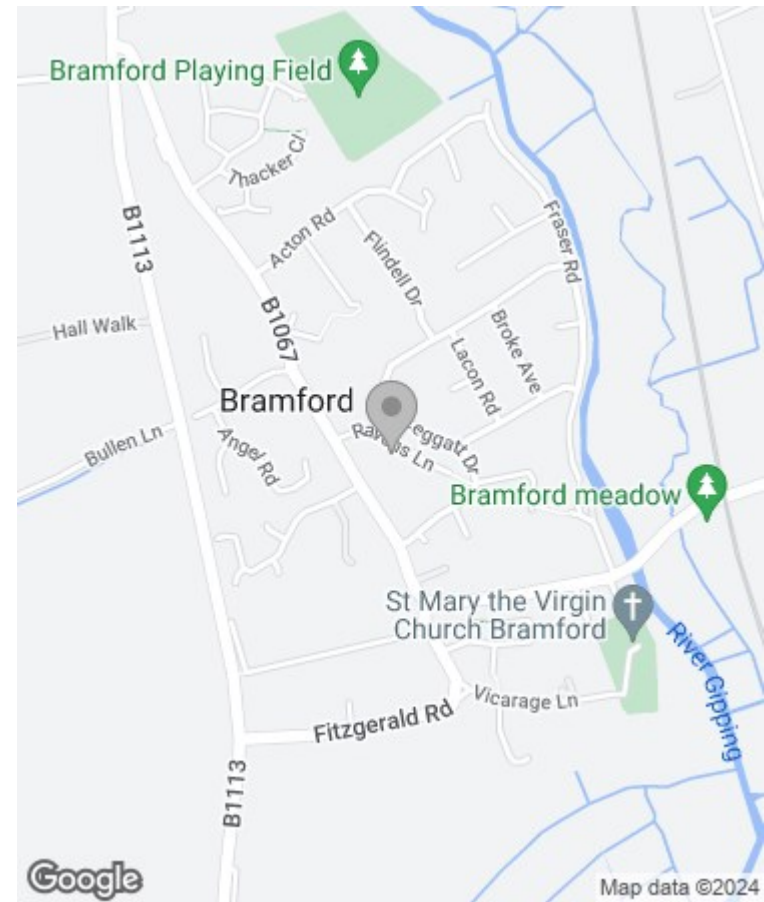 Bramford Playing Field
Thacker Cl
Acton Rd
Flindell Dr
Fraser Rd
B1113
Hall Walk
B1067
Broke Ave
Lacon Rd
Bramford
Bullen Ln
Angel Rd
Ln
Dr
Bramford meadow
St Mary the Virgin
Church Bramford
River Gipping
Vicarage Ln
Fitzgerald Rd
B1113
Google
Map data ©2024